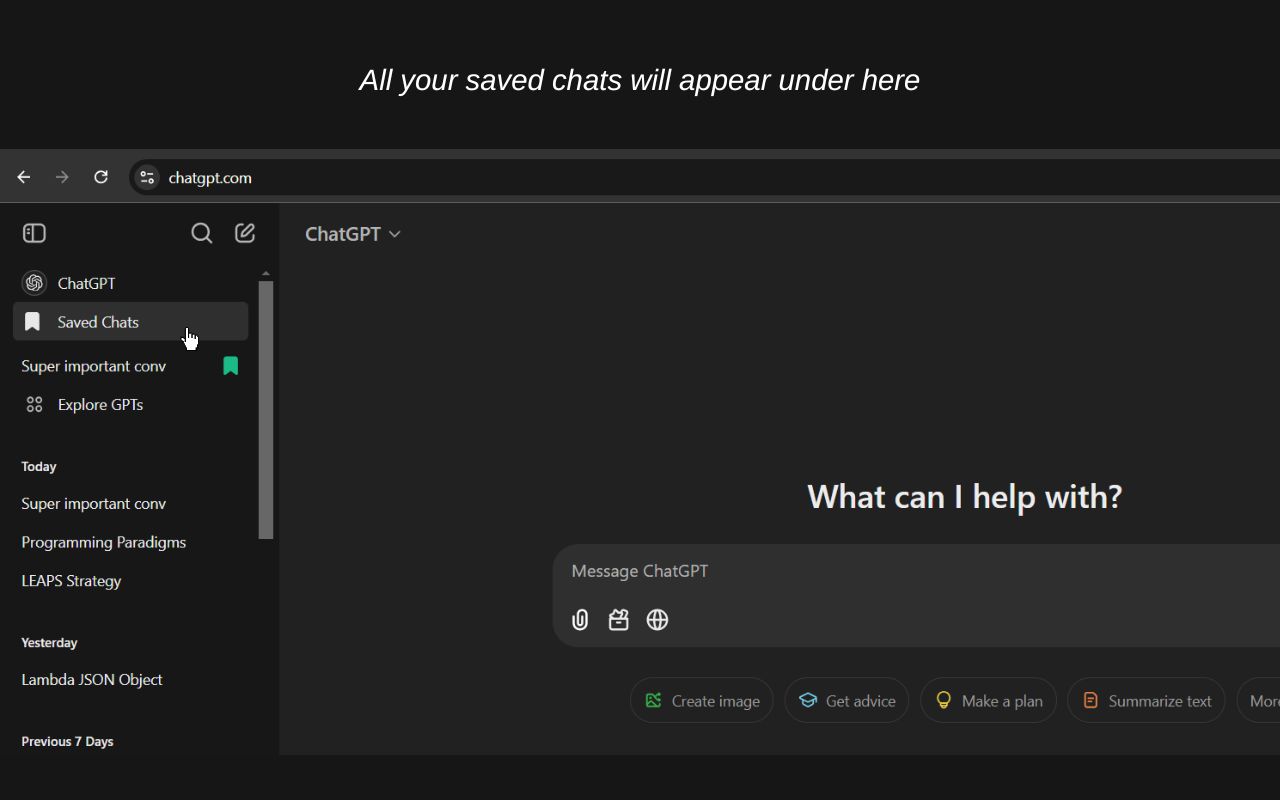 All your saved chats will appear under here
chatgpt.com
ChatGPT
ChatGPT
Saved Chats
Super important conv
Explore GPTs
Today
Super important conv
Programming Paradigms
LEAPS Strategy
Yesterday
Lambda JSON Object
Previous 7 Days
What can I help with?
Message ChatGPT
Create image
Get advice
Make a plan
Summarize text
More